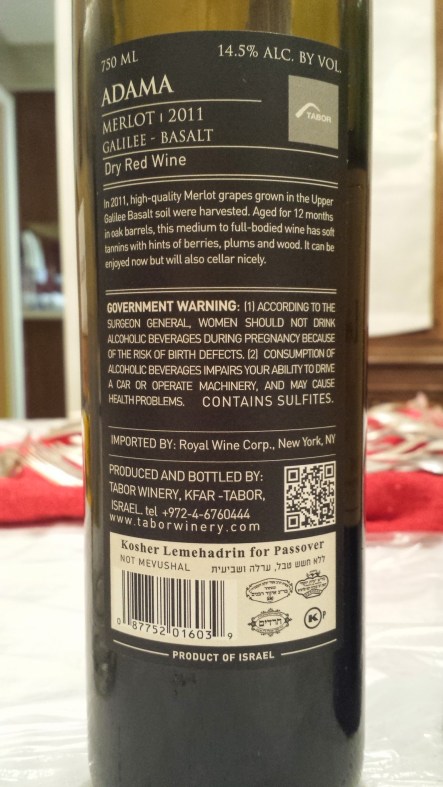 750 ML 14.5% ALC. BY VOL.
ADAMA
TABOR
MERLOT | 2011
GALILEE - BASALT
Dry Red Wine
In 2011, high-quality Merlot grapes grown in the Upper
Galilee Basalt soil were harvested. Aged for 12 months
in oak barrels, this medium to full-bodied wine has soft
tannins with hints of berries, plums and wood. It can be
enjoyed now but will also cellar nicely.
GOVERNMENT WARNING: (1) ACCORDING TO THE
SURGEON GENERAL, WOMEN SHOULD NOT DRINK
ALCOHOLIC BEVERAGES DURING PREGNANCY BECAUSE
OF THE RISK OF BIRTH DEFECTS. (2) CONSUMPTION OF
ALCOHOLIC BEVERAGES IMPAIRS YOUR ABILITY TO DRIVE
A CAR OR OPERATE MACHINERY, AND MAY CAUSE
HEALTH PROBLEMS. CONTAINS SULFITES.
IMPORTED BY: Royal Wine Corp., New York, NY
PRODUCED AND BOTTLED BY:
TABOR WINERY, KFAR -TABOR,
ISRAEL. tel +972-4-6760444
www.taborwinery.com
Kosher Lemehadrin for Passover
NOT MEVUSHAL ללא חשש טבל, ערלה ושביעית
חרדים
K P
0 87752 01603 9
PRODUCT OF ISRAEL